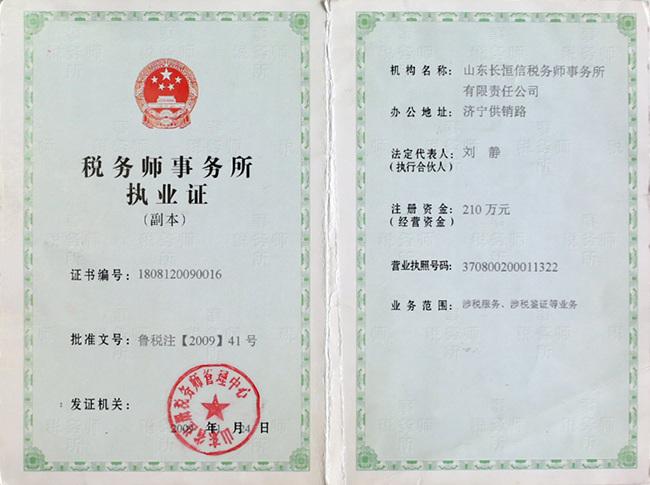 税务师事务所
执业证
(副本)
证书编号: 1808120090016
批准文号: 鲁税注【2009】41号
发证机关:
年 月 日
机构名称: 山东长恒信税务师事务所
有限责任公司
办公地址: 济宁供销路
法定代表人: 刘 静
(执行合伙人)
注册资金: 210万元
(经营资金)
营业执照号码: 370800200011322
业务范围: 涉税服务、涉税鉴证等业务